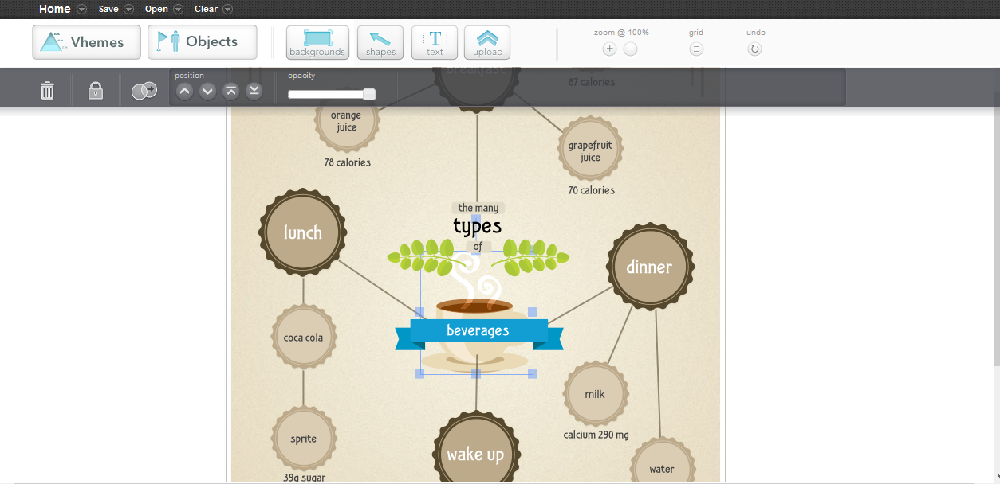 Home Save Open Clear
Vhemes
Objects
backgrounds
shapes
text
upload
zoom @ 100%
grid
undo
position
opacity
breakfast
87 calories
orange
juice
78 calories
grapefruit
juice
70 calories
the many
types
of
beverages
lunch
coca cola
sprite
39g sugar
dinner
milk
calcium 290 mg
water
wake up